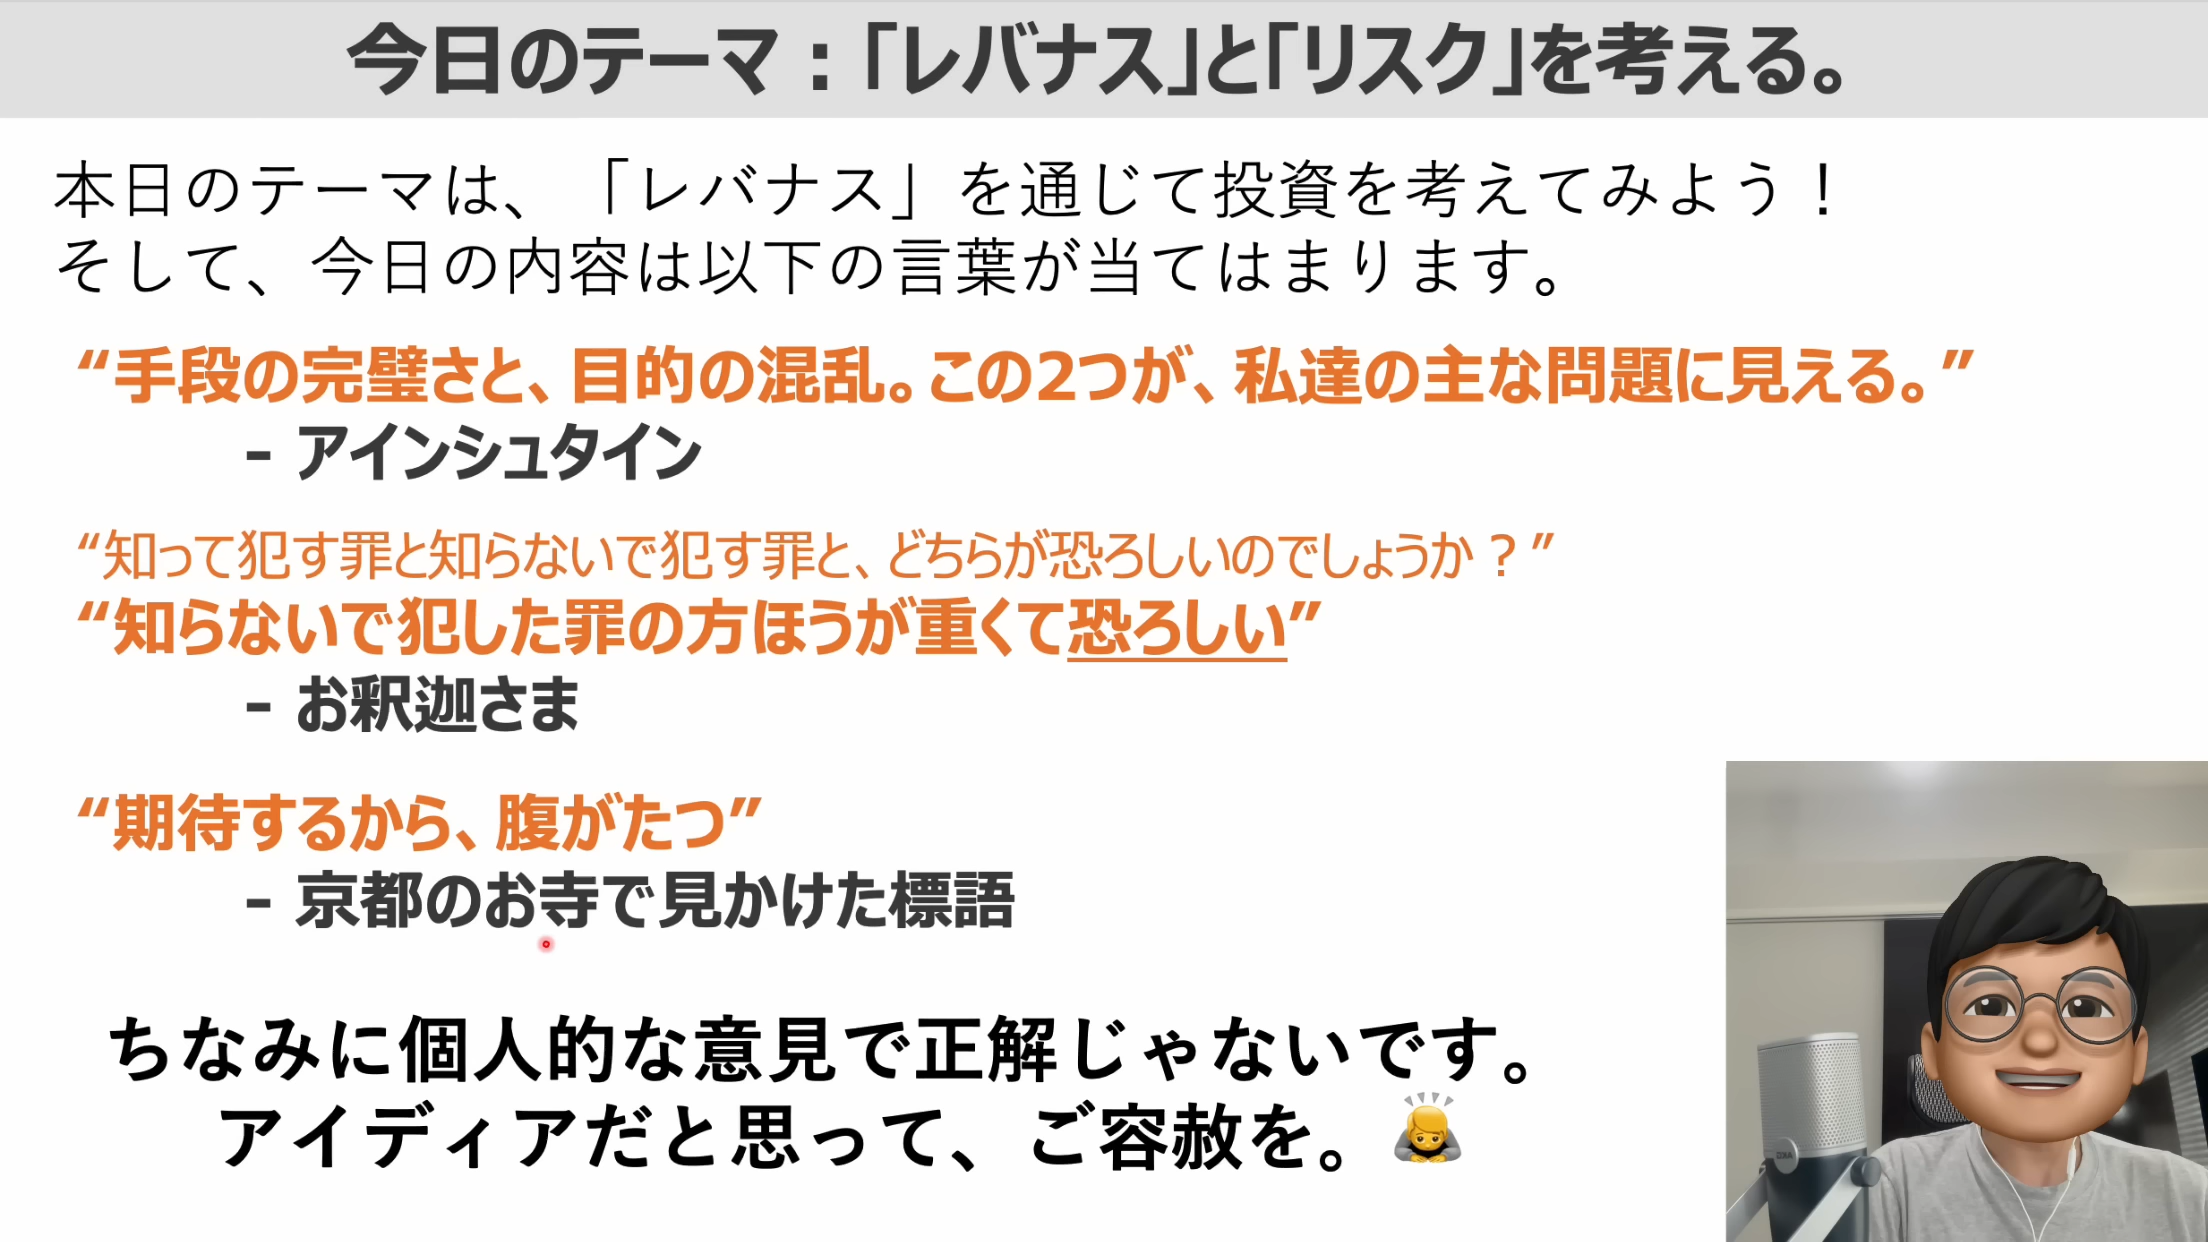 今日のテーマ：「レバナス」と「リスク」を考える。
本日のテーマは、「レバナス」を通じて投資を考えてみよう！
そして、今日の内容は以下の言葉が当てはまります。
“手段の完璧さと、目的の混乱。この2つが、私達の主な問題に見える。”
- アインシュタイン
“知って犯す罪と知らないで犯す罪と、どちらが恐ろしいのでしょうか？”
“知らないで犯した罪の方ほうが重くて恐ろしい”
- お釈迦さま
“期待するから、腹がたつ”
- 京都のお寺で見かけた標語
ちなみに個人的な意見で正解じゃないです。
アイディアだと思って、ご容赦を。🙇
AKG